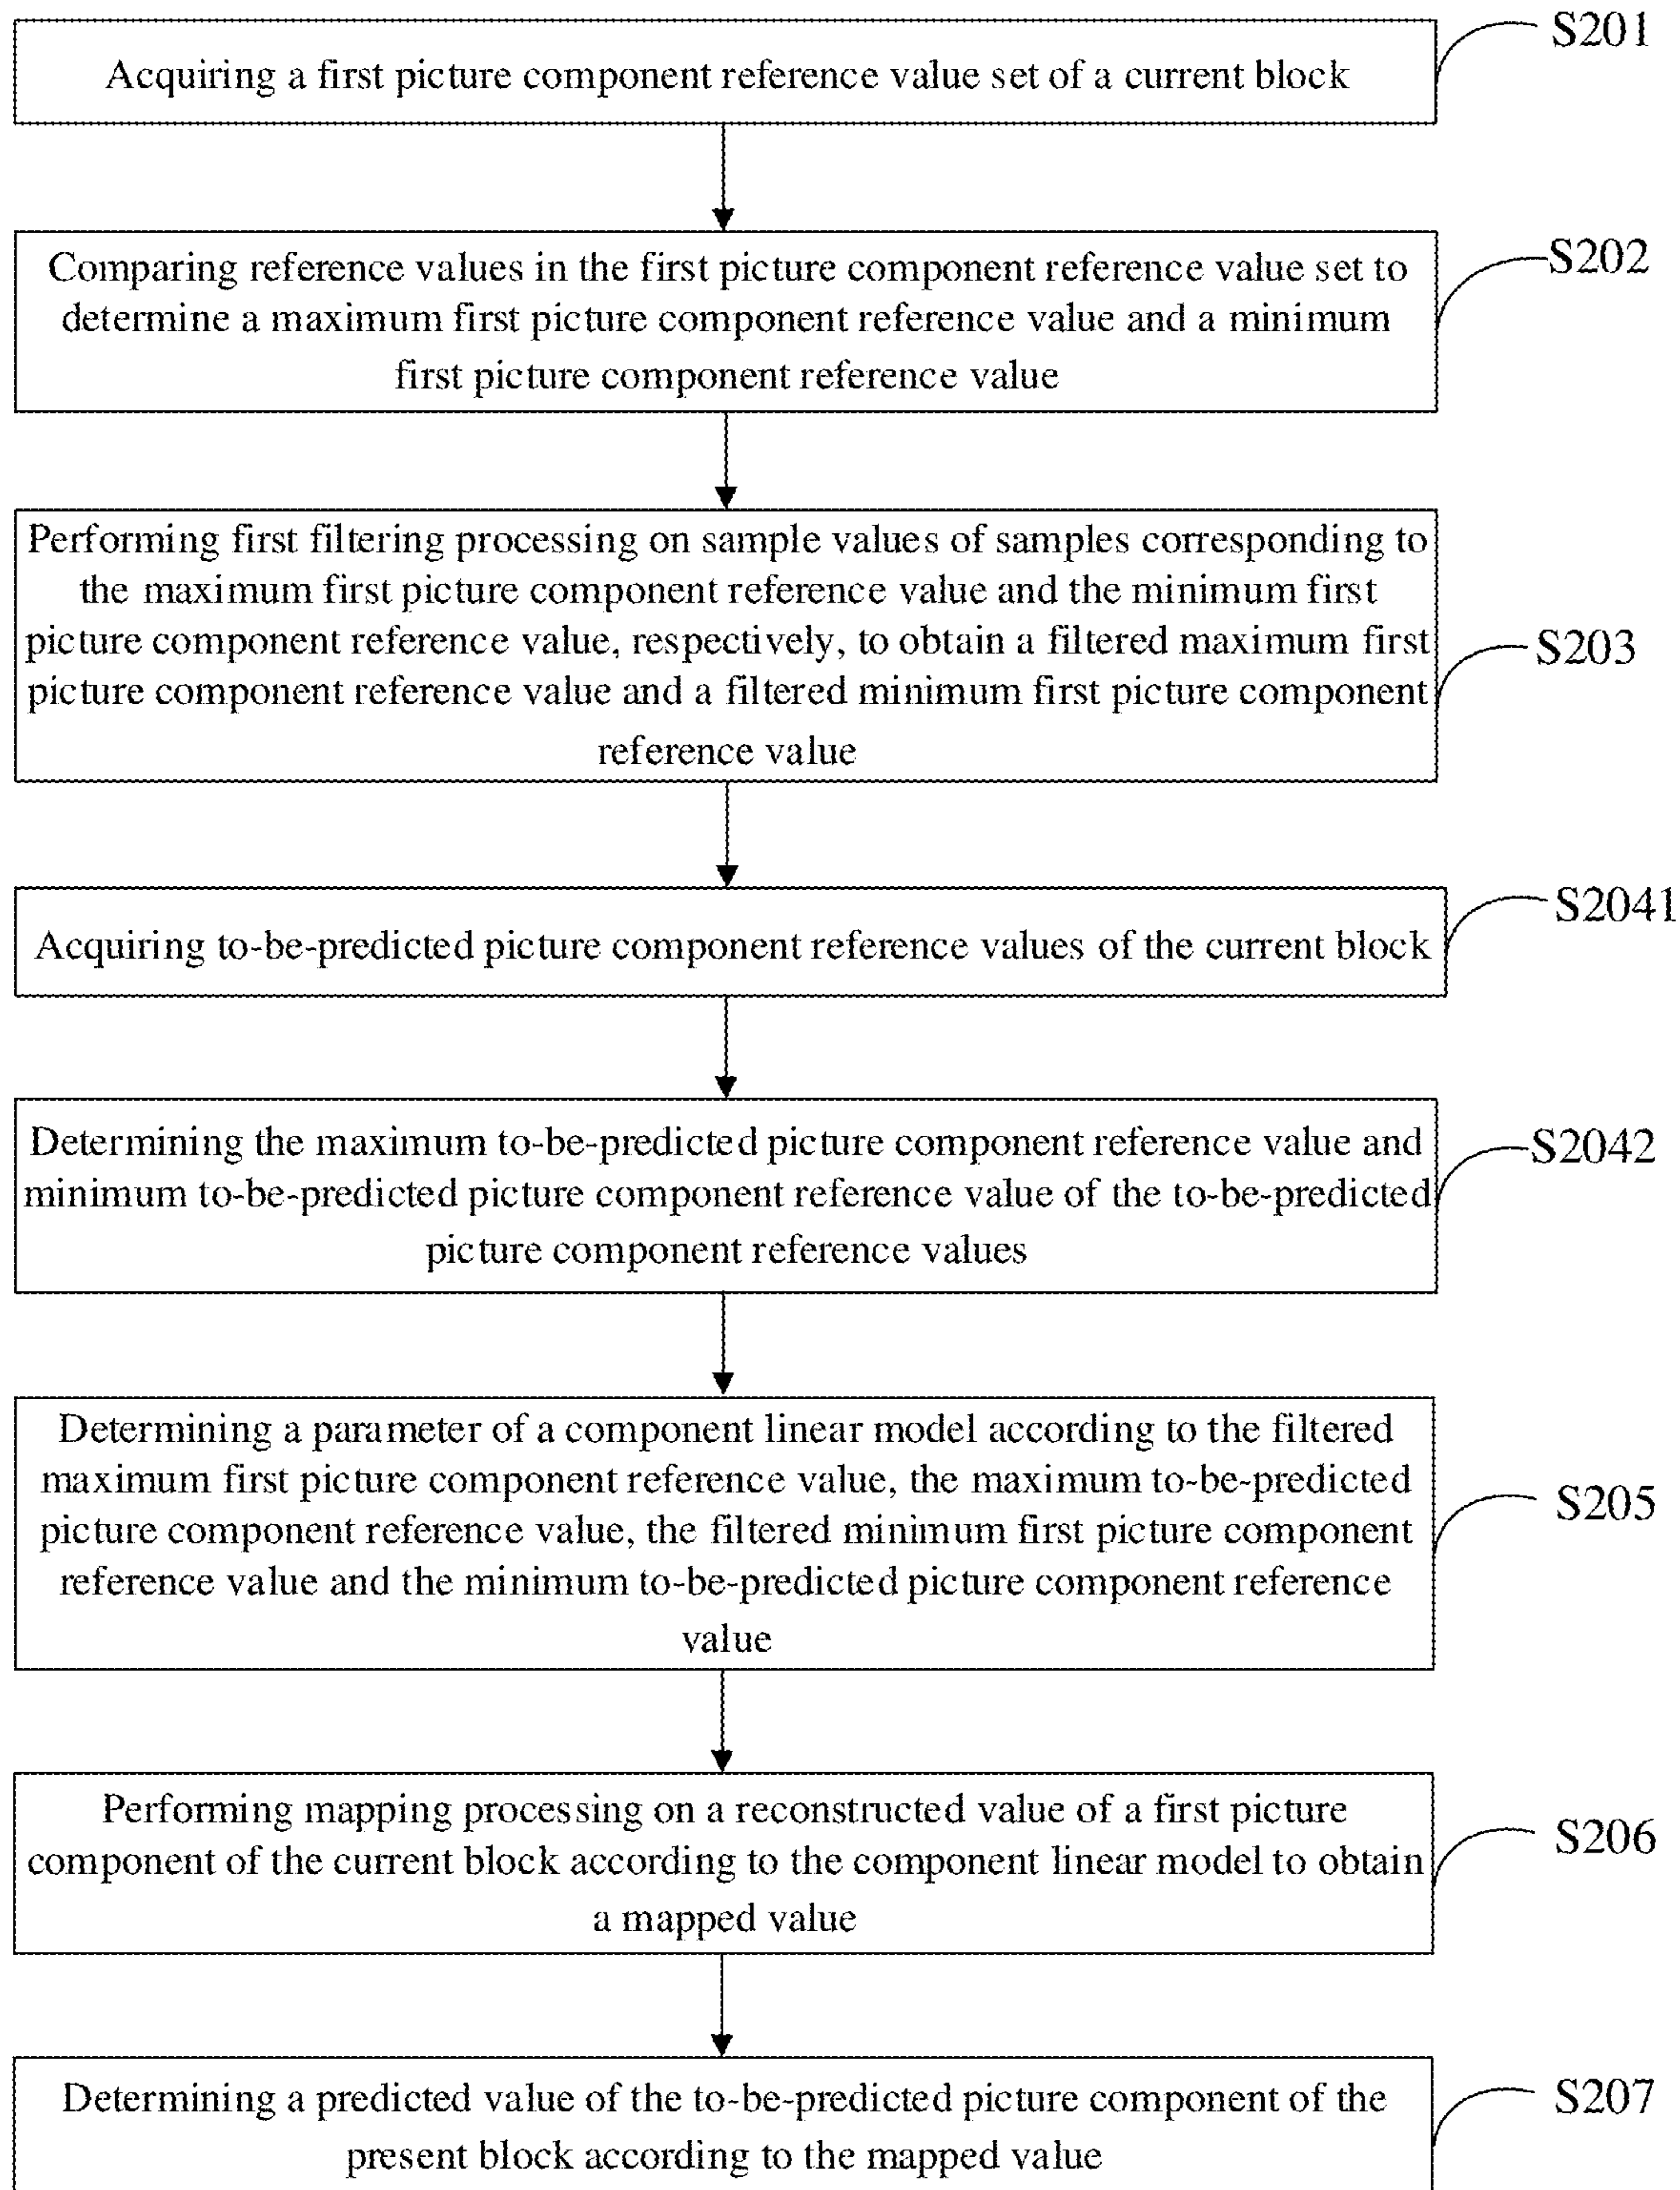 S201
Acquiring a first picture component reference value set of a current block
S202
Comparing reference values in the first picture component reference value set to
determine a maximum first picture component reference value and a minimum
first picture component reference value
Performing first filtering processing on sample values of samples corresponding to
the maximum first picture component reference value and the minimum first
picture component reference value, respectively, to obtain a filtered maximum first
S203
picture component reference value and a filtered minimum first picture component
reference value
S2041
Acquiring to-be-predicted picture component reference values of the current block
Determining the maximum to-be-predicted picture component reference value and
S2042
minimum to-be-predicted picture component reference value of the to-be-predicted
picture component reference values
Determining a parameter of a component linear model according to the filtered
maximum first picture component reference value, the maximum to-be-predicted
S205
picture component reference value, the filtered minimum first picture component
reference value and the minimum to-be-predicted picture component reference
value
Performing mapping processing on a reconstructed value of a first picture
S206
component of the current block according to the component linear model to obtain
a mapped value
S207
Determining a predicted value of the to-be-predicted picture component of the
present block according to the mapped value